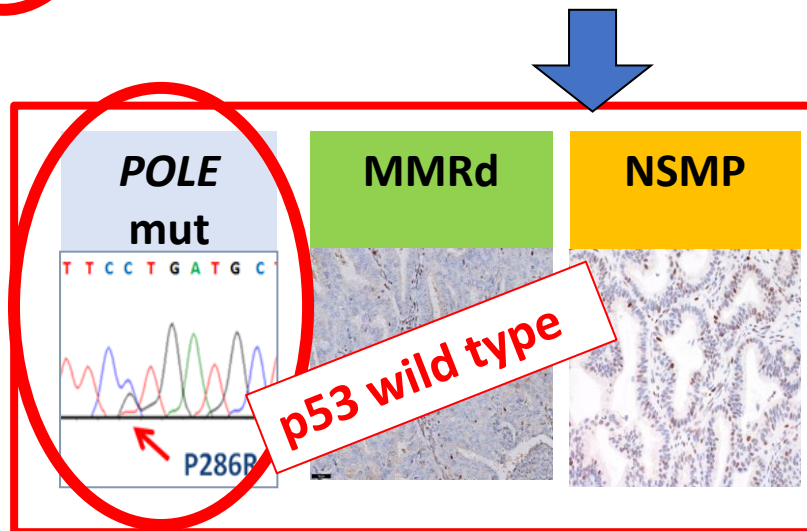 POLE
mut
MMRd
NSMP
T T C C T G A T G C
p53 wild type
P286R